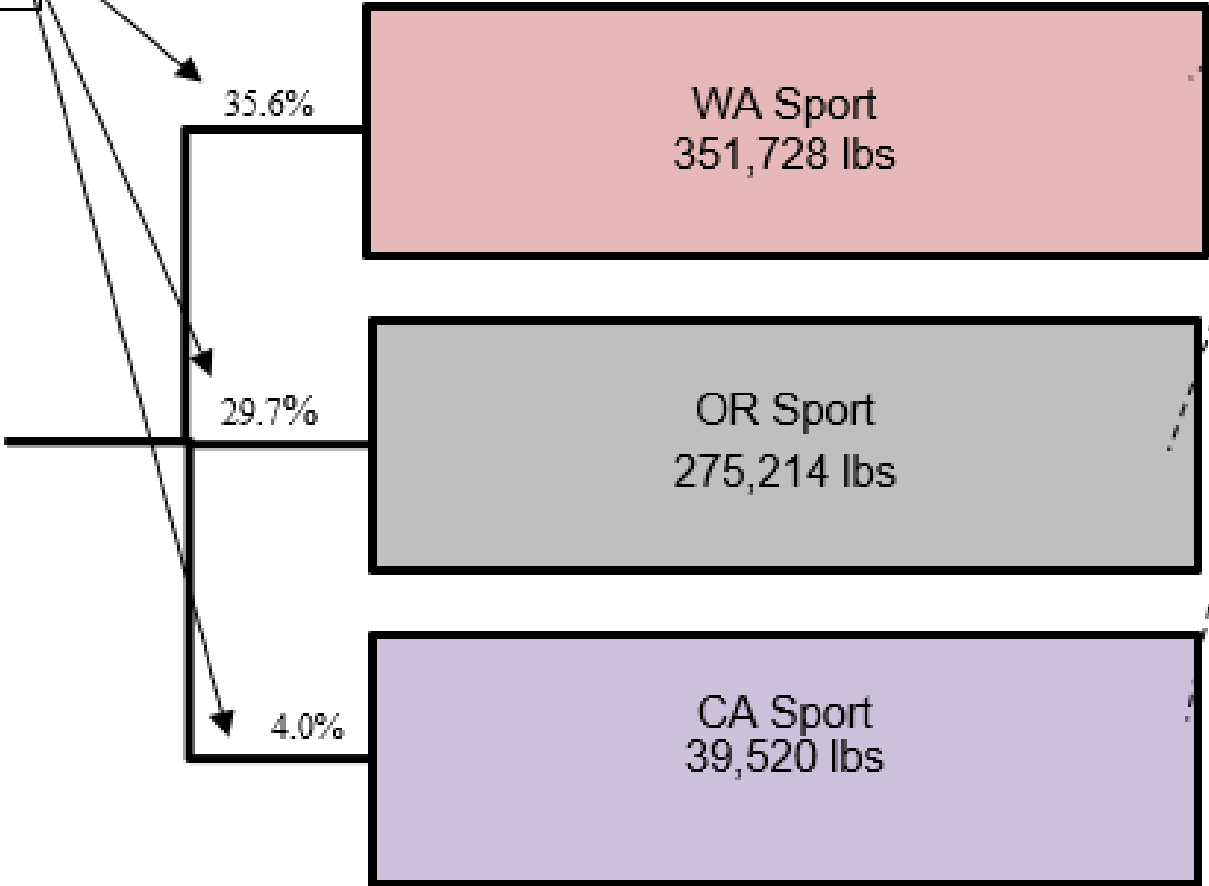 35.6%
WA Sport
351,728 lbs
29.7%
OR Sport
275,214 lbs
4.0%
CA Sport
39,520 lbs